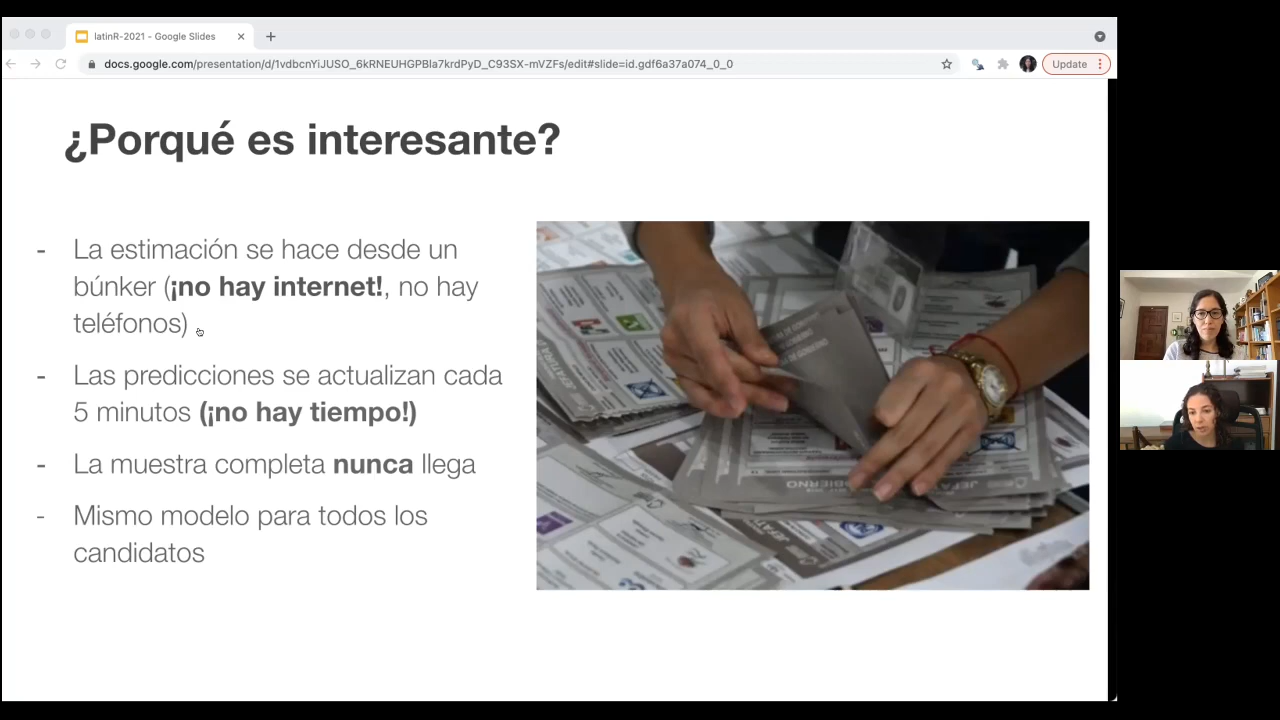 latinR-2021 - Google Slides
docs.google.com/presentation/d/1vdbcnYiJUSO_6kRNEUHGPBla7krdPyD_C93SX-mVZFs/edit#slide=id.gdf6a37a074_0_0
Update
¿Porqué es interesante?
- La estimación se hace desde un
búnker (¡no hay internet!, no hay
teléfonos)
- Las predicciones se actualizan cada
5 minutos (¡no hay tiempo!)
- La muestra completa nunca llega
- Mismo modelo para todos los
candidatos